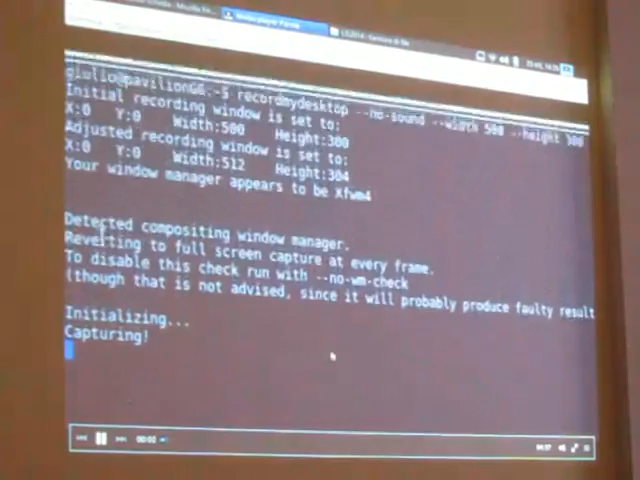 giulio@pavilionG6:~$ recordmydesktop --no-sound --width 500 --height 300
Initial recording window is set to:
X:0 Y:0 Width:500 Height:300
Adjusted recording window is set to:
X:0 Y:0 Width:512 Height:304
Your window manager appears to be Xfwm4
Detected compositing window manager.
Reverting to full screen capture at every frame.
To disable this check run with --no-wm-check
(though that is not advised, since it will probably produce faulty result
Initializing...
Capturing!
00:02